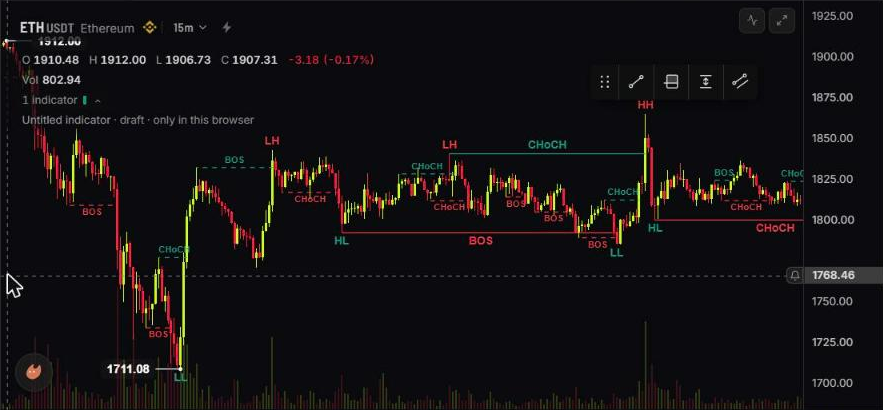 ETHUSDT Ethereum 15m
1912.00
O 1910.48 H 1912.00 L 1906.73 C 1907.31 -3.18 (-0.17%)
Vol 802.94
1 Indicator
Untitled indicator · draft · only in this browser
1925.00
1900.00
1875.00
1850.00
1825.00
1800.00
1768.46
1750.00
1725.00
1700.00
HH
LH
LH
CHoCH
BOS
CHoCH
BOS
CHoC
BOS
CHoCH
CHoCH
BOS
BOS
CHoCH
CHoCH
HL
BOS
BOS
LL
HL
CHoCH
CHoCH
BOS
1711.08
LL